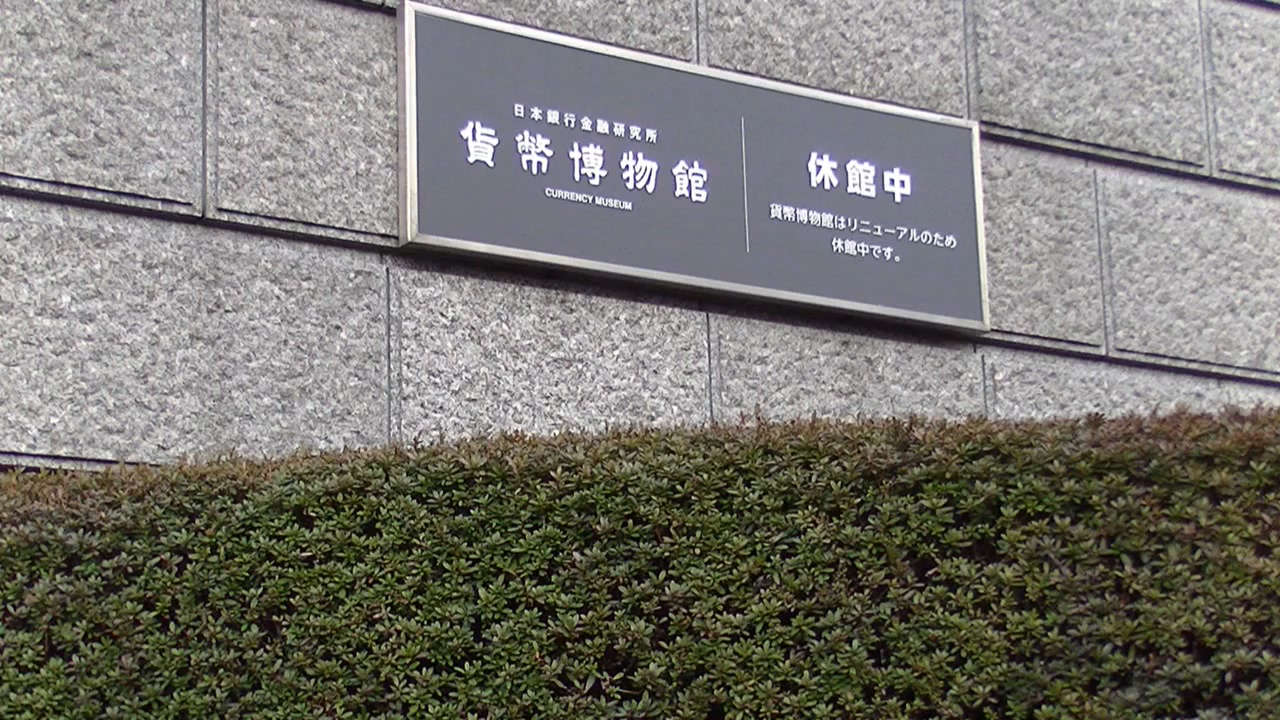 日本銀行金融研究所
貨幣博物館
CURRENCY MUSEUM
休館中
貨幣博物館はリニューアルのため
休館中です。